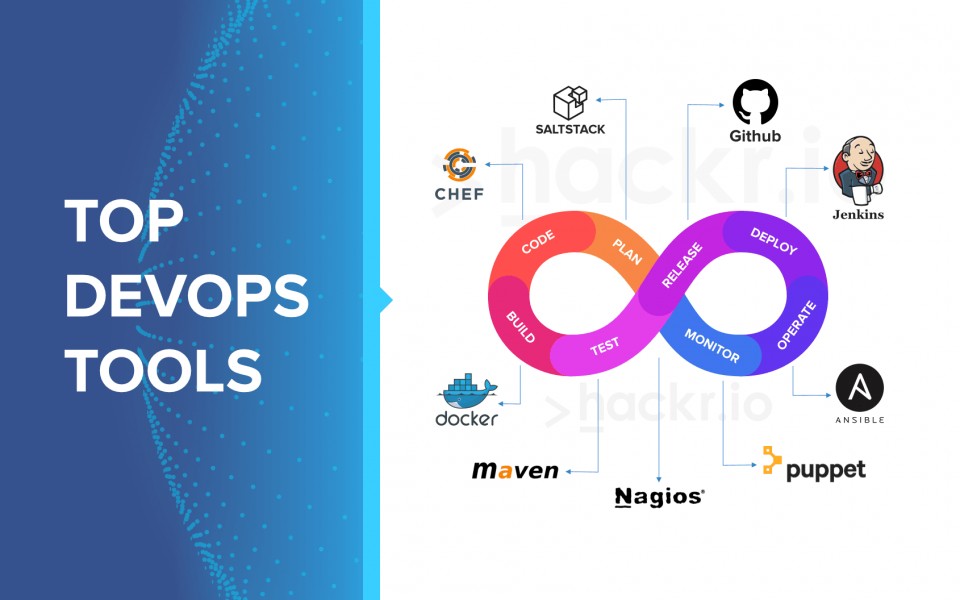 TOP
DEVOPS
TOOLS
SALTSTACK
Github
CHEF
Jenkins
hackr.io
CODE
PLAN
RELEASE
DEPLOY
BUILD
TEST
MONITOR
OPERATE
docker
>hackr.io
ANSIBLE
maven
puppet
Nagios®